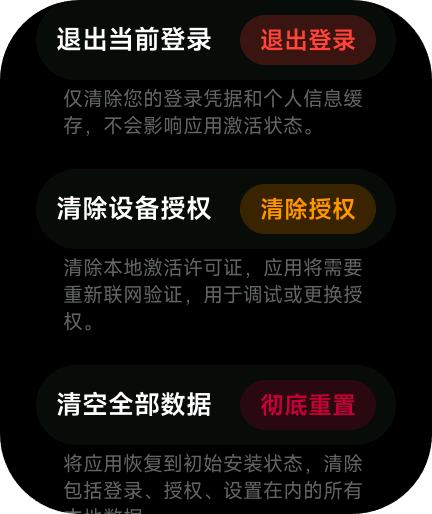 退出当前登录 退出登录
仅清除您的登录凭据和个人信息缓
存，不会影响应用激活状态。
清除设备授权 清除授权
清除本地激活许可证，应用将需要
重新联网验证，用于调试或更换授
权。
清空全部数据 彻底重置
将应用恢复到初始安装状态，清除
包括登录、授权、设置在内的所有
本地数据